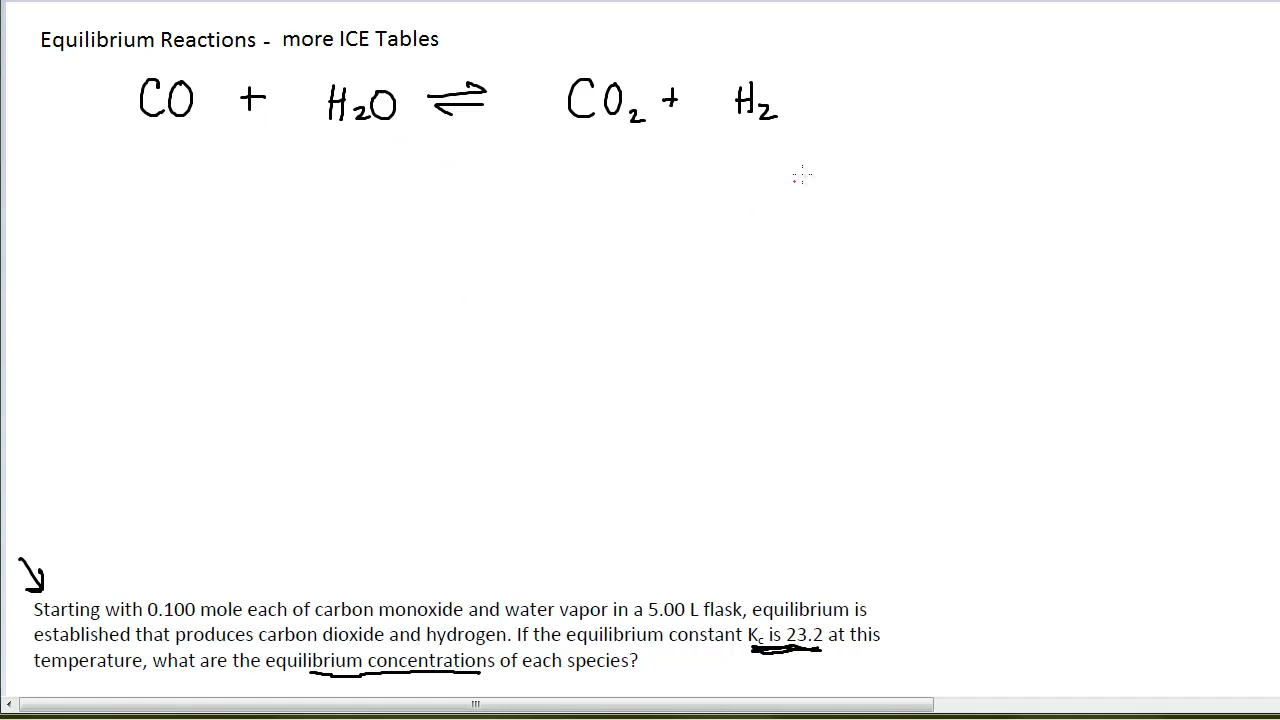 Equilibrium Reactions - more ICE Tables
CO + H₂O ⇌ CO₂ + H₂
Starting with 0.100 mole each of carbon monoxide and water vapor in a 5.00 L flask, equilibrium is
established that produces carbon dioxide and hydrogen. If the equilibrium constant Kc is 23.2 at this
temperature, what are the equilibrium concentrations of each species?